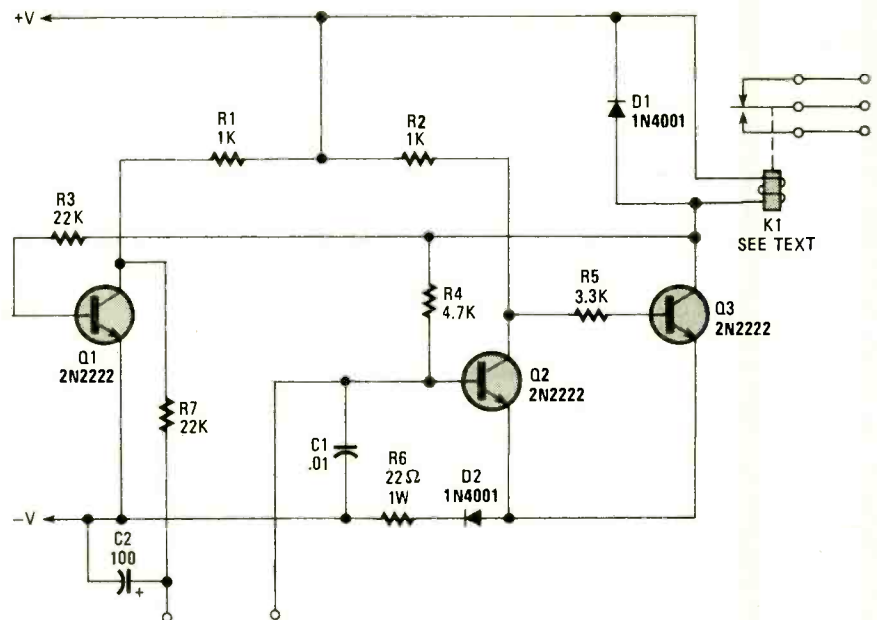 +V
R1
1K
R2
1K
D1
1N4001
R3
22K
K1
SEE TEXT
R4
4.7K
R5
3.3K
Q3
2N2222
Q1
2N2222
Q2
2N2222
R7
22K
C1
.01
R6
22Ω
1W
D2
1N4001
−V
C2
100
+